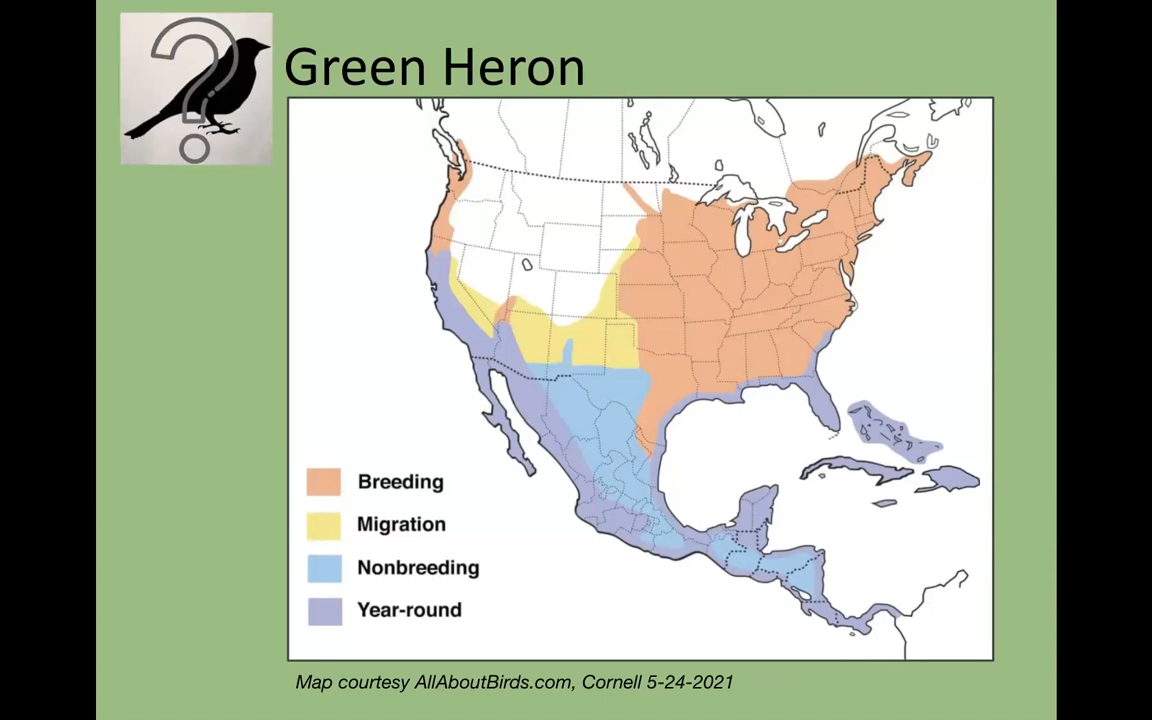 ?
Green Heron
Breeding
Migration
Nonbreeding
Year-round
Map courtesy AllAboutBirds.com, Cornell 5-24-2021